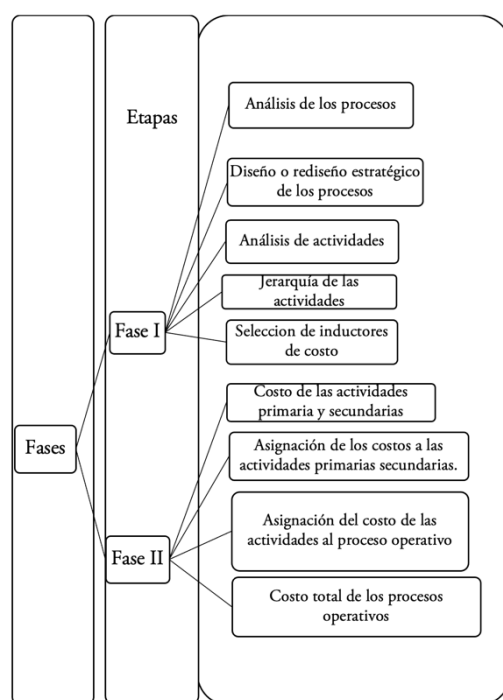 Etapas
Análisis de los procesos
Diseño o rediseño estratégico
de los procesos
Análisis de actividades
Jerarquía de las
actividades
Fase I
Seleccion de inductores
de costo
Costo de las actividades
primaria y secundarias
Fases
Asignación de los costos a las
actividades primarias secundarias.
Asignación del costo de las
actividades al proceso operativo
Fase II
Costo total de los procesos
operativos